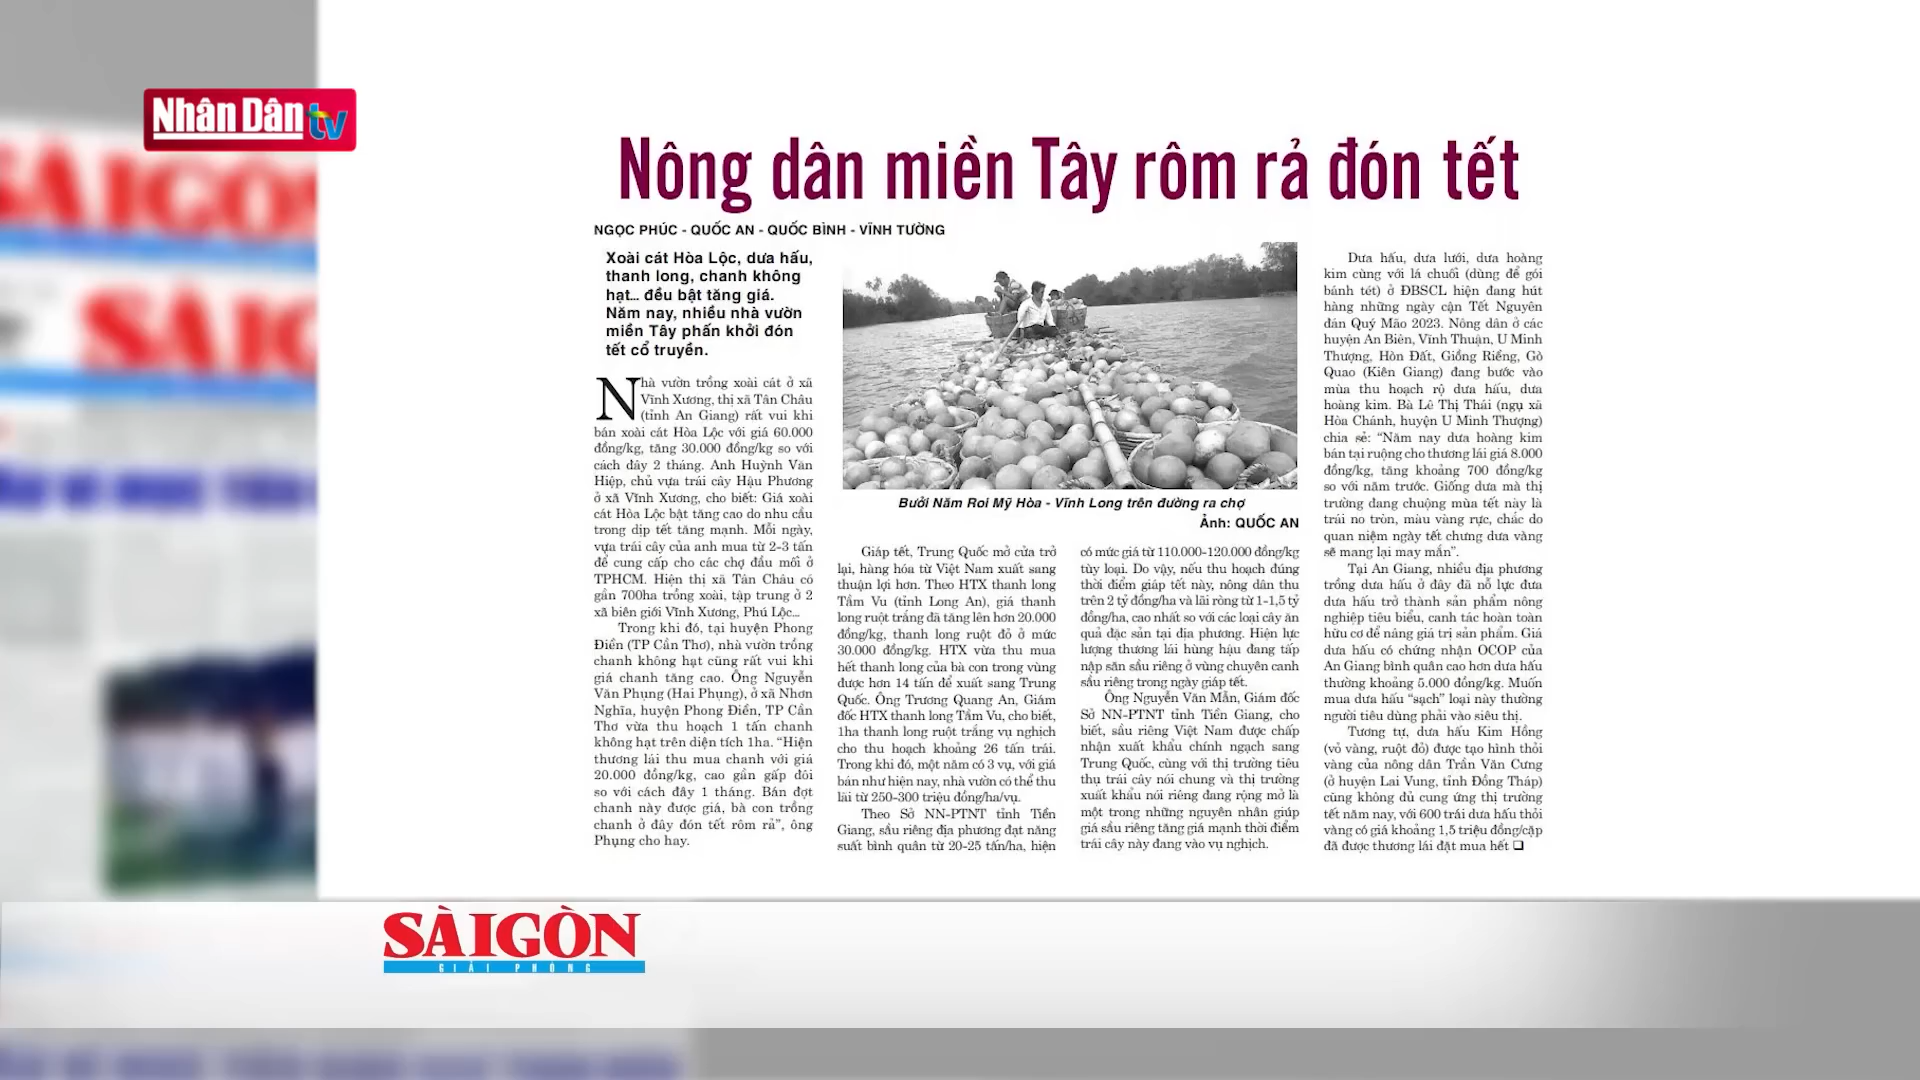 Nhân Dân tv
Nông dân miền Tây rôm rả đón tết
NGỌC PHÚC - QUỐC AN - QUỐC BÌNH - VĨNH TƯỜNG
Xoài cát Hòa Lộc, dưa hấu,
thanh long, chanh không
hạt... đều bật tăng giá.
Năm nay, nhiều nhà vườn
miền Tây phấn khởi đón
tết cổ truyền.
Nhà vườn trồng xoài cát ở xã
Vĩnh Xương, thị xã Tân Châu
(tỉnh An Giang) rất vui khi
bán xoài cát Hòa Lộc với giá 60.000
đồng/kg, tăng 30.000 đồng/kg so với
cách đây 2 tháng. Anh Huỳnh Văn
Hiệp, chủ vựa trái cây Hậu Phương
ở xã Vĩnh Xương, cho biết: Giá xoài
cát Hòa Lộc bật tăng cao do nhu cầu
trong dịp tết tăng mạnh. Mỗi ngày,
vựa trái cây của anh mua từ 2-3 tấn
để cung cấp cho các chợ đầu mối ở
TPHCM. Hiện thị xã Tân Châu có
gần 700ha trồng xoài, tập trung ở 2
xã biên giới Vĩnh Xương, Phú Lộc...
Trong khi đó, tại huyện Phong
Điền (TP Cần Thơ), nhà vườn trồng
chanh không hạt cũng rất vui khi
giá chanh tăng cao. Ông Nguyễn
Văn Phụng (Hai Phụng), ở xã Nhơn
Nghĩa, huyện Phong Điền, TP Cần
Thơ vừa thu hoạch 1 tấn chanh
không hạt trên diện tích 1ha. “Hiện
thương lái thu mua chanh với giá
20.000 đồng/kg, cao gần gấp đôi
so với cách đây 1 tháng. Bán đợt
chanh này được giá, bà con trồng
chanh ở đây đón tết rôm rả”, ông
Phụng cho hay.
Bưởi Năm Roi Mỹ Hòa - Vĩnh Long trên đường ra chợ
Ảnh: QUỐC AN
Giáp tết, Trung Quốc mở cửa trở
lại, hàng hóa từ Việt Nam xuất sang
thuận lợi hơn. Theo HTX thanh long
Tầm Vu (tỉnh Long An), giá thanh
long ruột trắng đã tăng lên hơn 20.000
đồng/kg, thanh long ruột đỏ ở mức
30.000 đồng/kg. HTX vừa thu mua
hết thanh long của bà con trong vùng
được hơn 14 tấn để xuất sang Trung
Quốc. Ông Trương Quang An, Giám
đốc HTX thanh long Tầm Vu, cho biết,
1ha thanh long ruột trắng vụ nghịch
cho thu hoạch khoảng 26 tấn trái.
Trong khi đó, một năm có 3 vụ, với giá
bán như hiện nay, nhà vườn có thể thu
lãi từ 250-300 triệu đồng/ha/vụ.
Theo Sở NN-PTNT tỉnh Tiền
Giang, sầu riêng địa phương đạt năng
suất bình quân từ 20-25 tấn/ha, hiện
có mức giá từ 110.000-120.000 đồng/kg
tùy loại. Do vậy, nếu thu hoạch đúng
thời điểm giáp tết này, nông dân thu
trên 2 tỷ đồng/ha và lãi ròng từ 1-1,5 tỷ
đồng/ha, cao nhất so với các loại cây ăn
quả đặc sản tại địa phương. Hiện lực
lượng thương lái hùng hậu đang tấp
nập săn sầu riêng ở vùng chuyên canh
sầu riêng trong ngày giáp tết.
Ông Nguyễn Văn Mẫn, Giám đốc
Sở NN-PTNT tỉnh Tiền Giang, cho
biết, sầu riêng Việt Nam được chấp
nhận xuất khẩu chính ngạch sang
Trung Quốc, cùng với thị trường tiêu
thụ trái cây nói chung và thị trường
xuất khẩu nói riêng đang rộng mở là
một trong những nguyên nhân giúp
giá sầu riêng tăng giá mạnh thời điểm
trái cây này đang vào vụ nghịch.
Dưa hấu, dưa lưới, dưa hoàng
kim cùng với lá chuối (dùng để gói
bánh tét) ở ĐBSCL hiện đang hút
hàng những ngày cận Tết Nguyên
đán Quý Mão 2023. Nông dân ở các
huyện An Biên, Vĩnh Thuận, U Minh
Thượng, Hòn Đất, Giồng Riềng, Gò
Quao (Kiên Giang) đang bước vào
mùa thu hoạch rộ dưa hấu, dưa
hoàng kim. Bà Lê Thị Thái (ngụ xã
Hòa Chánh, huyện U Minh Thượng)
chia sẻ: “Năm nay dưa hoàng kim
bán tại ruộng cho thương lái giá 8.000
đồng/kg, tăng khoảng 700 đồng/kg
so với năm trước. Giống dưa mà thị
trường đang chuộng mùa tết này là
trái no tròn, màu vàng rực, chắc do
quan niệm ngày tết chưng dưa vàng
sẽ mang lại may mắn”.
Tại An Giang, nhiều địa phương
trồng dưa hấu ở đây đã nỗ lực đưa
dưa hấu trở thành sản phẩm nông
nghiệp tiêu biểu, canh tác hoàn toàn
hữu cơ để nâng giá trị sản phẩm. Giá
dưa hấu có chứng nhận OCOP của
An Giang bình quân cao hơn dưa hấu
thường khoảng 5.000 đồng/kg. Muốn
mua dưa hấu “sạch” loại này thường
người tiêu dùng phải vào siêu thị.
Tương tự, dưa hấu Kim Hồng
(vỏ vàng, ruột đỏ) được tạo hình thỏi
vàng của nông dân Trần Văn Cưng
(ở huyện Lai Vung, tỉnh Đồng Tháp)
cũng không đủ cung ứng thị trường
tết năm nay, với 600 trái dưa hấu thỏi
vàng có giá khoảng 1,5 triệu đồng/cặp
đã được thương lái đặt mua hết ❑
SÀIGÒN
SÀIG
SÀIGÒN
GIẢI PHÓNG